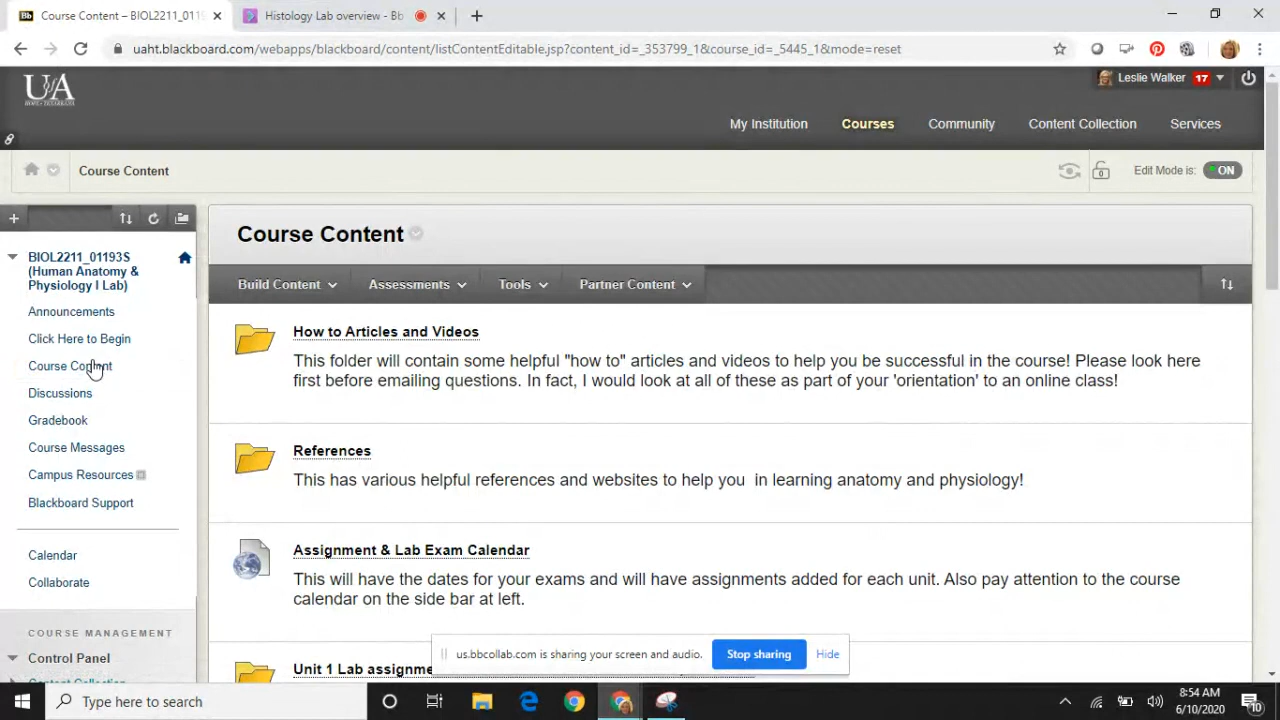 Course Content – BIOL2211_0119
Histology Lab overview - Bb
uaht.blackboard.com/webapps/blackboard/content/listContentEditable.jsp?content_id=_353799_1&course_id=_5445_1&mode=reset
UA
HOPE - TEXARKANA
Leslie Walker 17
My Institution Courses Community Content Collection Services
Course Content
Edit Mode is: ON
BIOL2211_01193S
(Human Anatomy &
Physiology I Lab)
Announcements
Click Here to Begin
Course Content
Discussions
Gradebook
Course Messages
Campus Resources
Blackboard Support
Calendar
Collaborate
COURSE MANAGEMENT
Control Panel
Content Collection
Course Content
Build Content Assessments Tools Partner Content
How to Articles and Videos
This folder will contain some helpful "how to" articles and videos to help you be successful in the course! Please look here
first before emailing questions. In fact, I would look at all of these as part of your 'orientation' to an online class!
References
This has various helpful references and websites to help you in learning anatomy and physiology!
Assignment & Lab Exam Calendar
This will have the dates for your exams and will have assignments added for each unit. Also pay attention to the course
calendar on the side bar at left.
Unit 1 Lab assignme
us.bbcollab.com is sharing your screen and audio. Stop sharing Hide
Type here to search
8:54 AM
6/10/2020
10